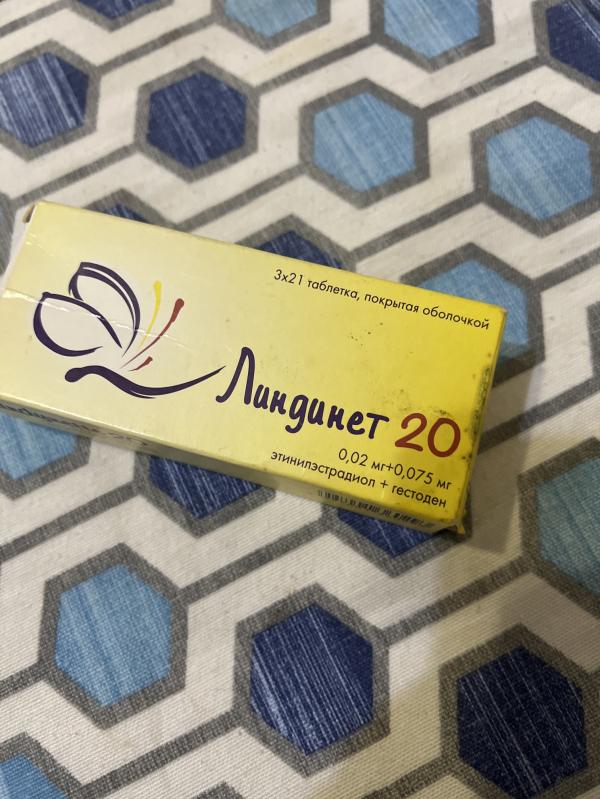 3x21 таблетка, покрытая оболочкой
Линдинет 20
0,02 мг+0,075 мг
этинилэстрадиол + гестоден